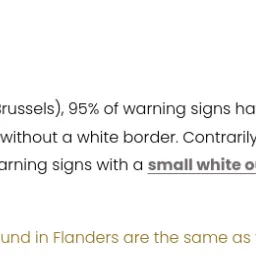 Brussels), 95% of warning signs ha
without a white border. Contrarily
arning signs with a small white o
und in Flanders are the same as